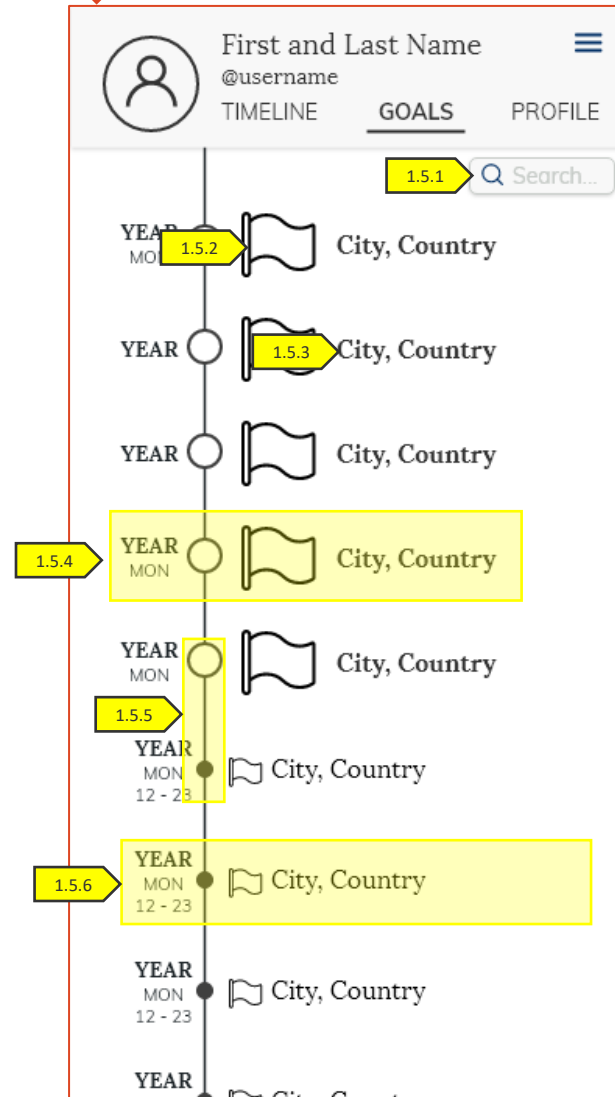 First and Last Name
@username
TIMELINE GOALS PROFILE
1.5.1 Search...
1.5.2 City, Country
YEAR 1.5.3 City, Country
YEAR City, Country
YEAR
MON
1.5.4 City, Country
YEAR
MON
City, Country
1.5.5
YEAR
MON
12 - 23
City, Country
YEAR
MON
12 - 23
1.5.6 City, Country
YEAR
MON
12 - 23
City, Country
YEAR